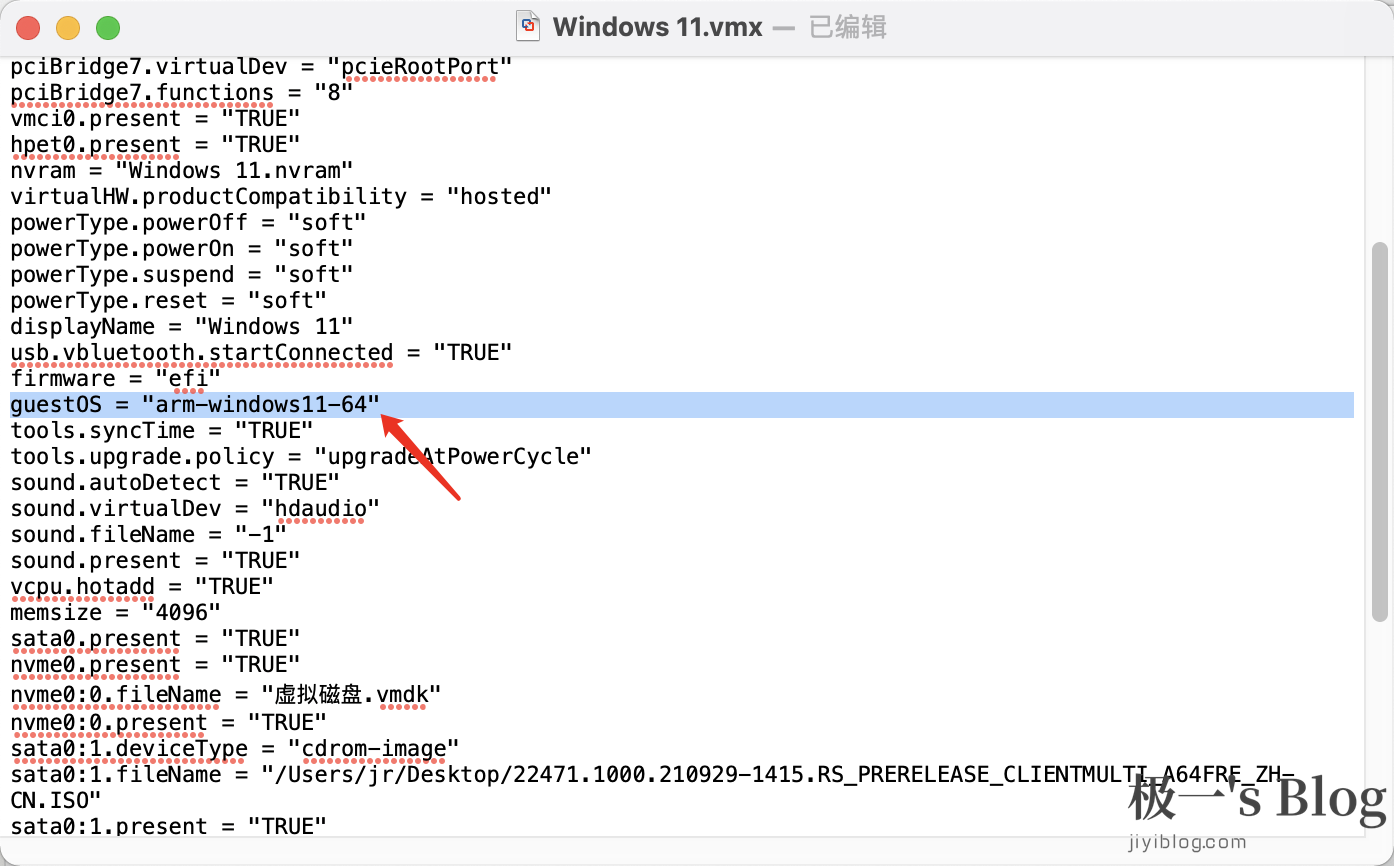 Windows 11.vmx — 已编辑
pciBridge7.virtualDev = "pcieRootPort"
pciBridge7.functions = "8"
vmci0.present = "TRUE"
hpet0.present = "TRUE"
nvram = "Windows 11.nvram"
virtualHW.productCompatibility = "hosted"
powerType.powerOff = "soft"
powerType.powerOn = "soft"
powerType.suspend = "soft"
powerType.reset = "soft"
displayName = "Windows 11"
usb.vbluetooth.startConnected = "TRUE"
firmware = "efi"
guestOS = "arm-windows11-64"
tools.syncTime = "TRUE"
tools.upgrade.policy = "upgradeAtPowerCycle"
sound.autoDetect = "TRUE"
sound.virtualDev = "hdaudio"
sound.fileName = "-1"
sound.present = "TRUE"
vcpu.hotadd = "TRUE"
memsize = "4096"
sata0.present = "TRUE"
nvme0.present = "TRUE"
nvme0:0.fileName = "虚拟磁盘.vmdk"
nvme0:0.present = "TRUE"
sata0:1.deviceType = "cdrom-image"
sata0:1.fileName = "/Users/jr/Desktop/22471.1000.210929-1415.RS_PRERELEASE_CLIENTMULTI_A64FRE_ZH-
CN.ISO"
sata0:1.present = "TRUE"
极一's Blog
jiyiblog.com